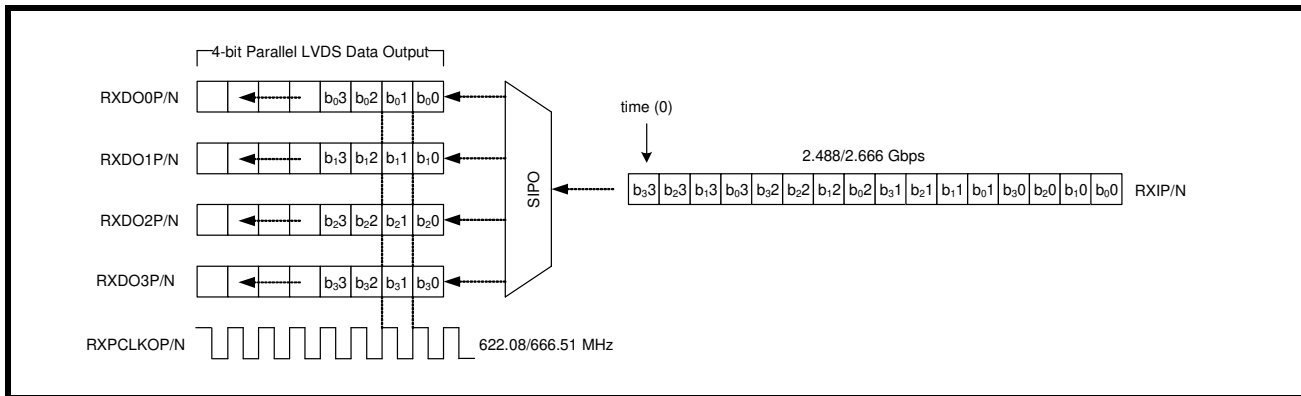 4-bit Parallel LVDS Data Output
RXDO0P/N b₀3 b₀2 b₀1 b₀0
time (0)
RXDO1P/N b₁3 b₁2 b₁1 b₁0
2.488/2.666 Gbps
SIPO
b₃3 b₂3 b₁3 b₀3 b₃2 b₂2 b₁2 b₀2 b₃1 b₂1 b₁1 b₀1 b₃0 b₂0 b₁0 b₀0 RXIP/N
RXDO2P/N b₂3 b₂2 b₂1 b₂0
RXDO3P/N b₃3 b₃2 b₃1 b₃0
RXPCLKOP/N 622.08/666.51 MHz